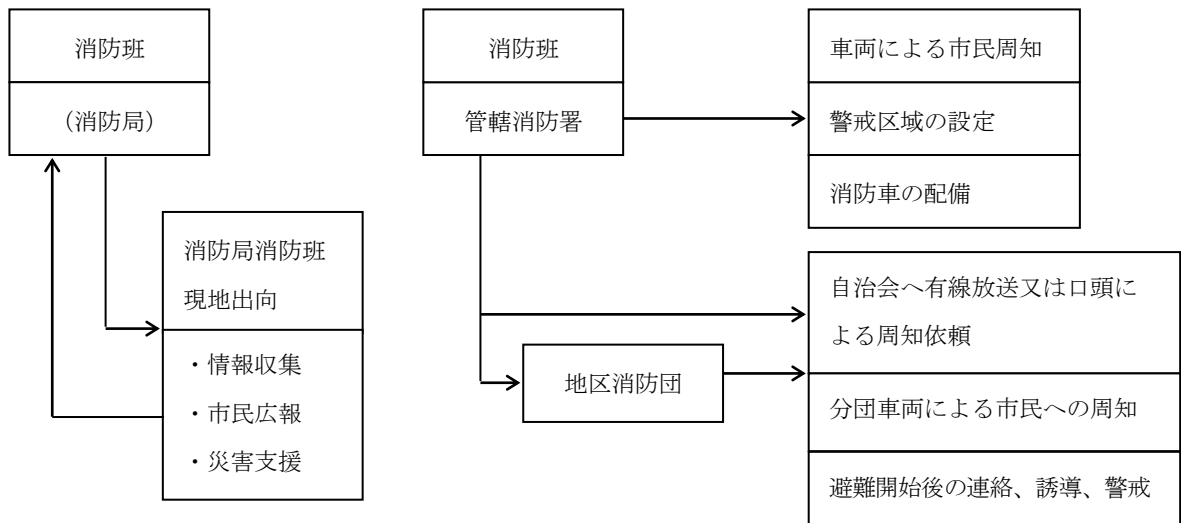 消防班
（消防局）
消防局消防班
現地出向
・情報収集
・市民広報
・災害支援
消防班
管轄消防署
地区消防団
車両による市民周知
警戒区域の設定
消防車の配備
自治会へ有線放送又は口頭に
よる周知依頼
分団車両による市民への周知
避難開始後の連絡、誘導、警戒